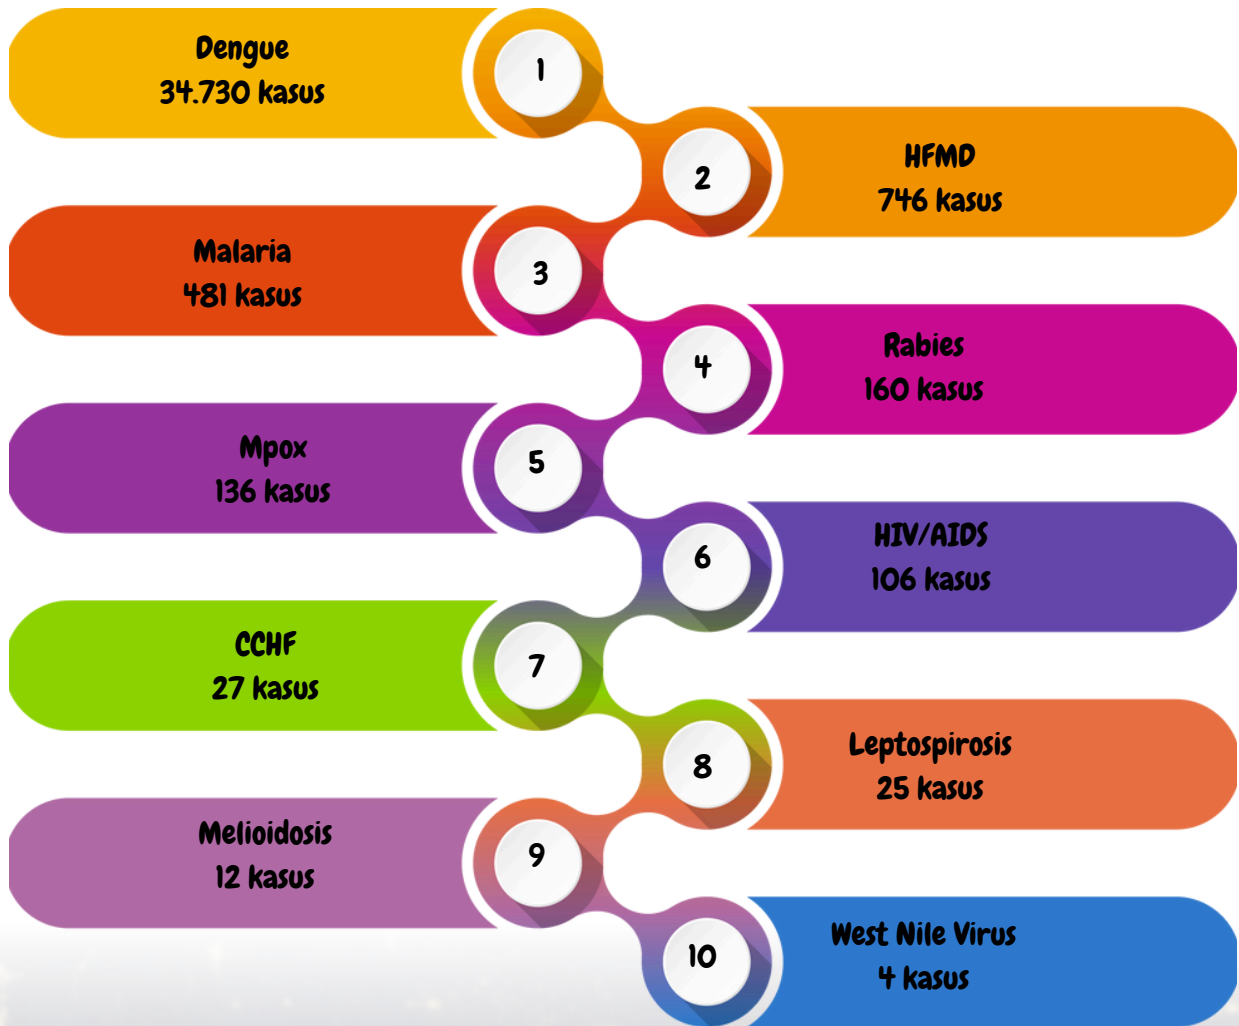 Dengue
34.730 kasus
1
2
HFMD
746 kasus
Malaria
481 kasus
3
4
Rabies
160 kasus
Mpox
136 kasus
5
6
HIV/AIDS
106 kasus
CCHF
27 kasus
7
8
Leptospirosis
25 kasus
Melioidosis
12 kasus
9
10
West Nile Virus
4 kasus